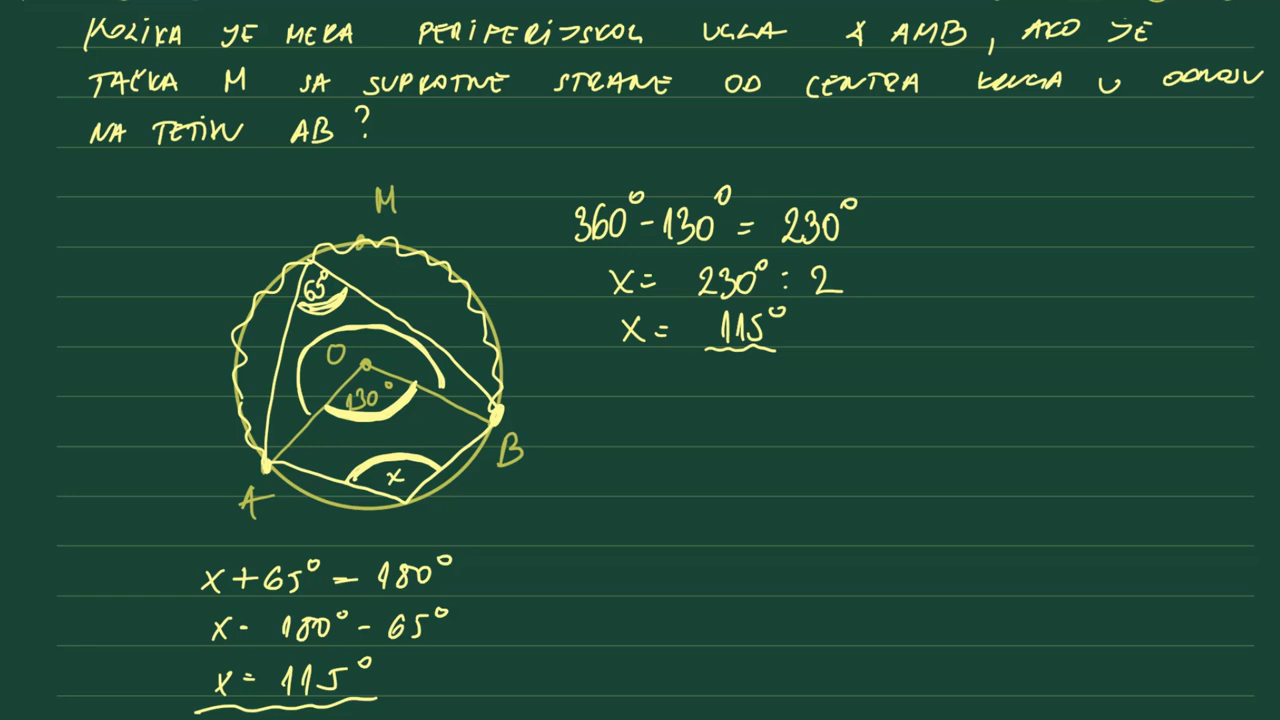 KOLIKA JE MERA PERIFERIJSKOG UGLA ∢ AMB, AKO JE
TAČKA M SA SUPROTNE STRANE OD CENTRA KRUGA U ODNOSU
NA TETIVU AB?
M
360° - 130° = 230°
65°
x = 230° : 2
x = 115°
O
130°
B
x
A
x + 65° = 180°
x = 180° - 65°
x = 115°